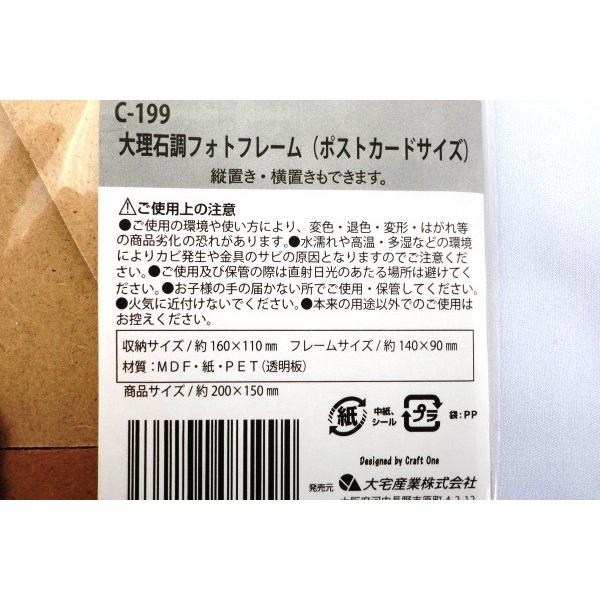 C-199
大理石調フォトフレーム（ポストカードサイズ）
縦置き・横置きもできます。
⚠ご使用上の注意
●ご使用の環境や使い方により、変色・退色・変形・はがれ等
の商品劣化の恐れがあります。●水濡れや高温・多湿などの環境
によりカビ発生や金具のサビの原因となりますのでご注意くだ
さい。●ご使用及び保管の際は直射日光のあたる場所は避けてく
ださい。●お子様の手の届かない所でご使用・保管してください。
●火気に近付けないでください。●本来の用途以外でのご使用は
お控えください。
収納サイズ/約160×110㎜ フレームサイズ/約140×90㎜
材質：MDF・紙・PET（透明板）
商品サイズ/約200×150㎜
紙 中紙、シール プラ 袋：PP
Designed by Craft One
発売元 大宅産業株式会社